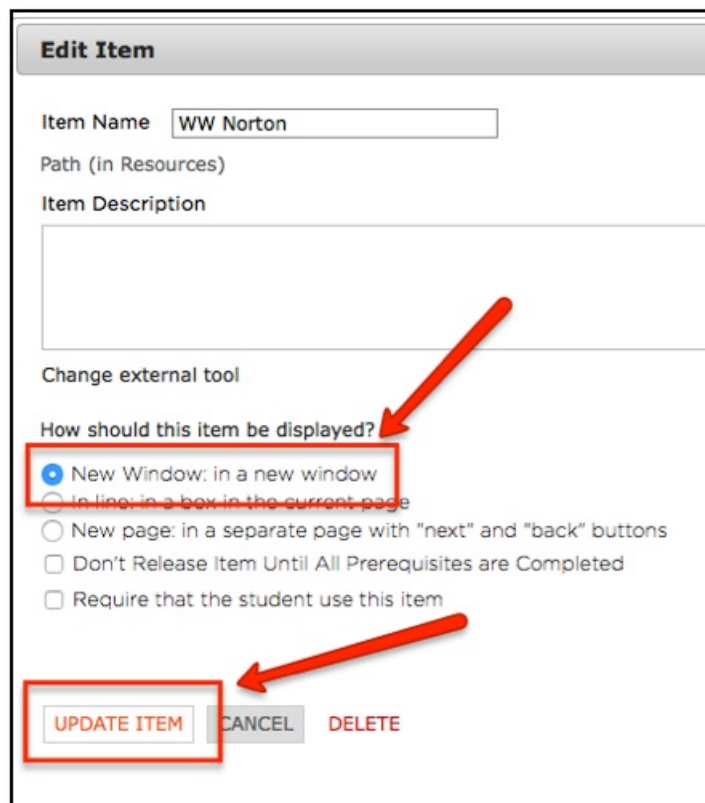 Edit Item
Item Name WW Norton
Path (in Resources)
Item Description
Change external tool
How should this item be displayed?
New Window: in a new window
In line: in a box in the current page
New page: in a separate page with "next" and "back" buttons
Don't Release Item Until All Prerequisites are Completed
Require that the student use this item
UPDATE ITEM CANCEL DELETE